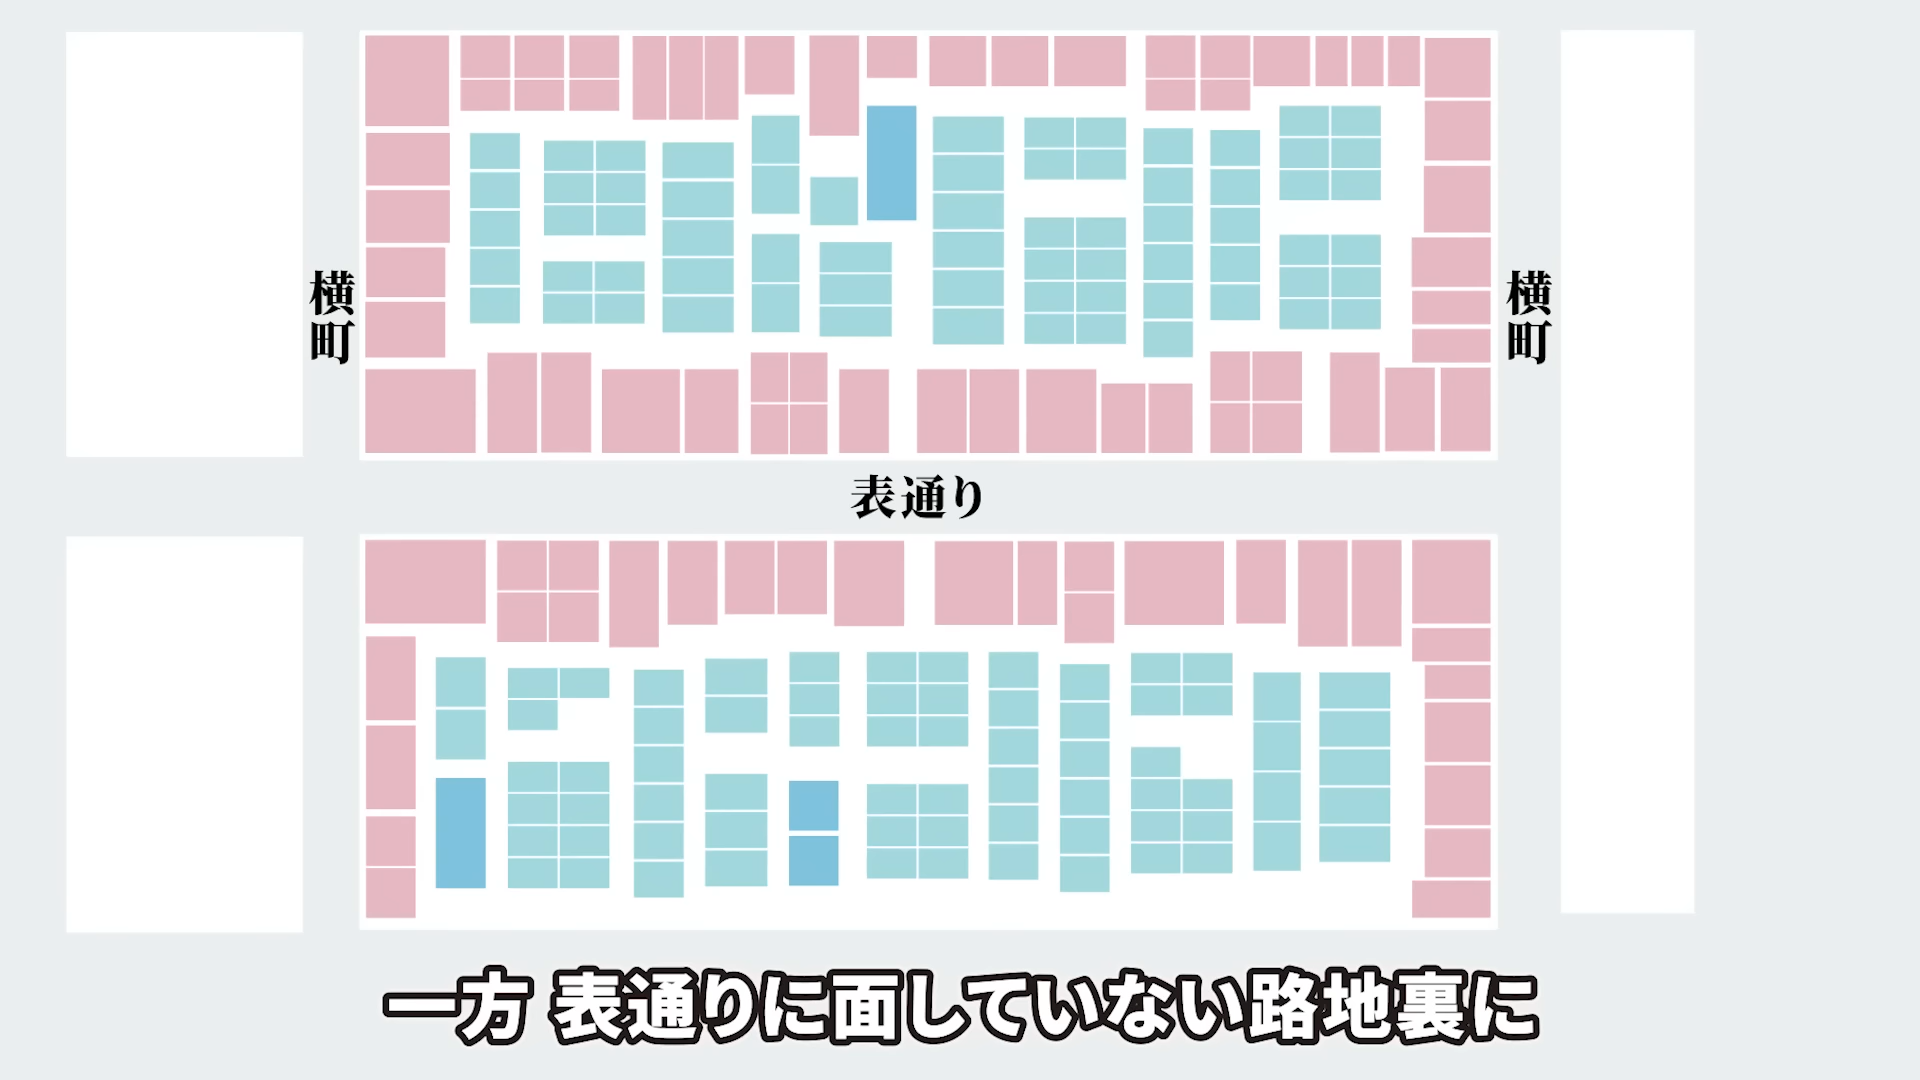 横町
横町
表通り
一方 表通りに面していない路地裏に